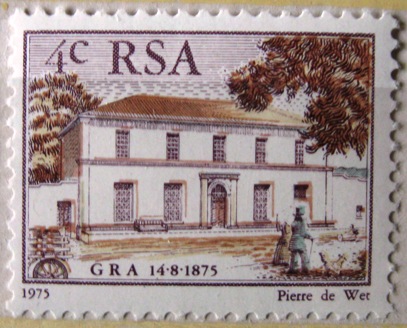 4c RSA
GRA 14·8·1875
1975 Pierre de Wet